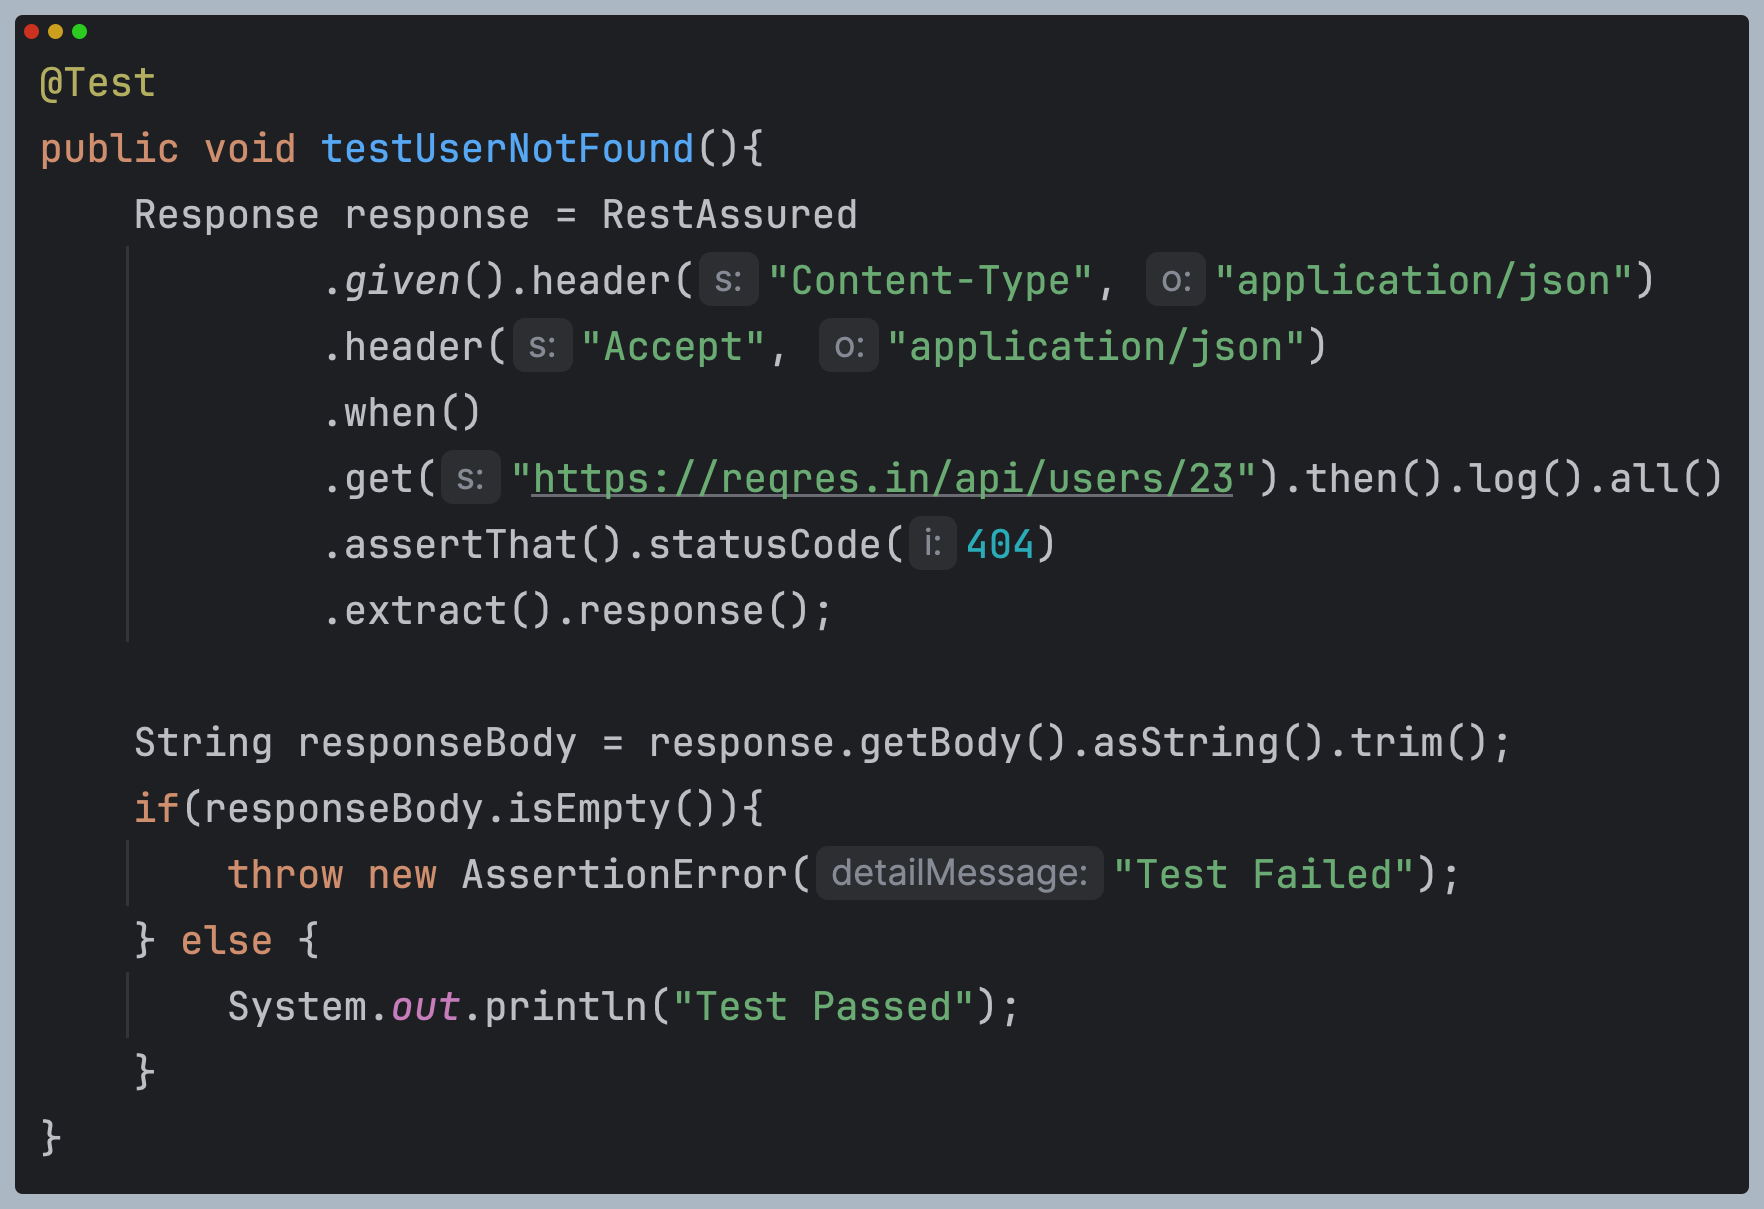 @Test
public void testUserNotFound(){
Response response = RestAssured
.given().header( s: "Content-Type", o: "application/json")
.header( s: "Accept", o: "application/json")
.when()
.get( s: "https://reqres.in/api/users/23").then().log().all()
.assertThat().statusCode( i: 404)
.extract().response();
String responseBody = response.getBody().asString().trim();
if(responseBody.isEmpty()){
throw new AssertionError( detailMessage: "Test Failed");
} else {
System.out.println("Test Passed");
}
}